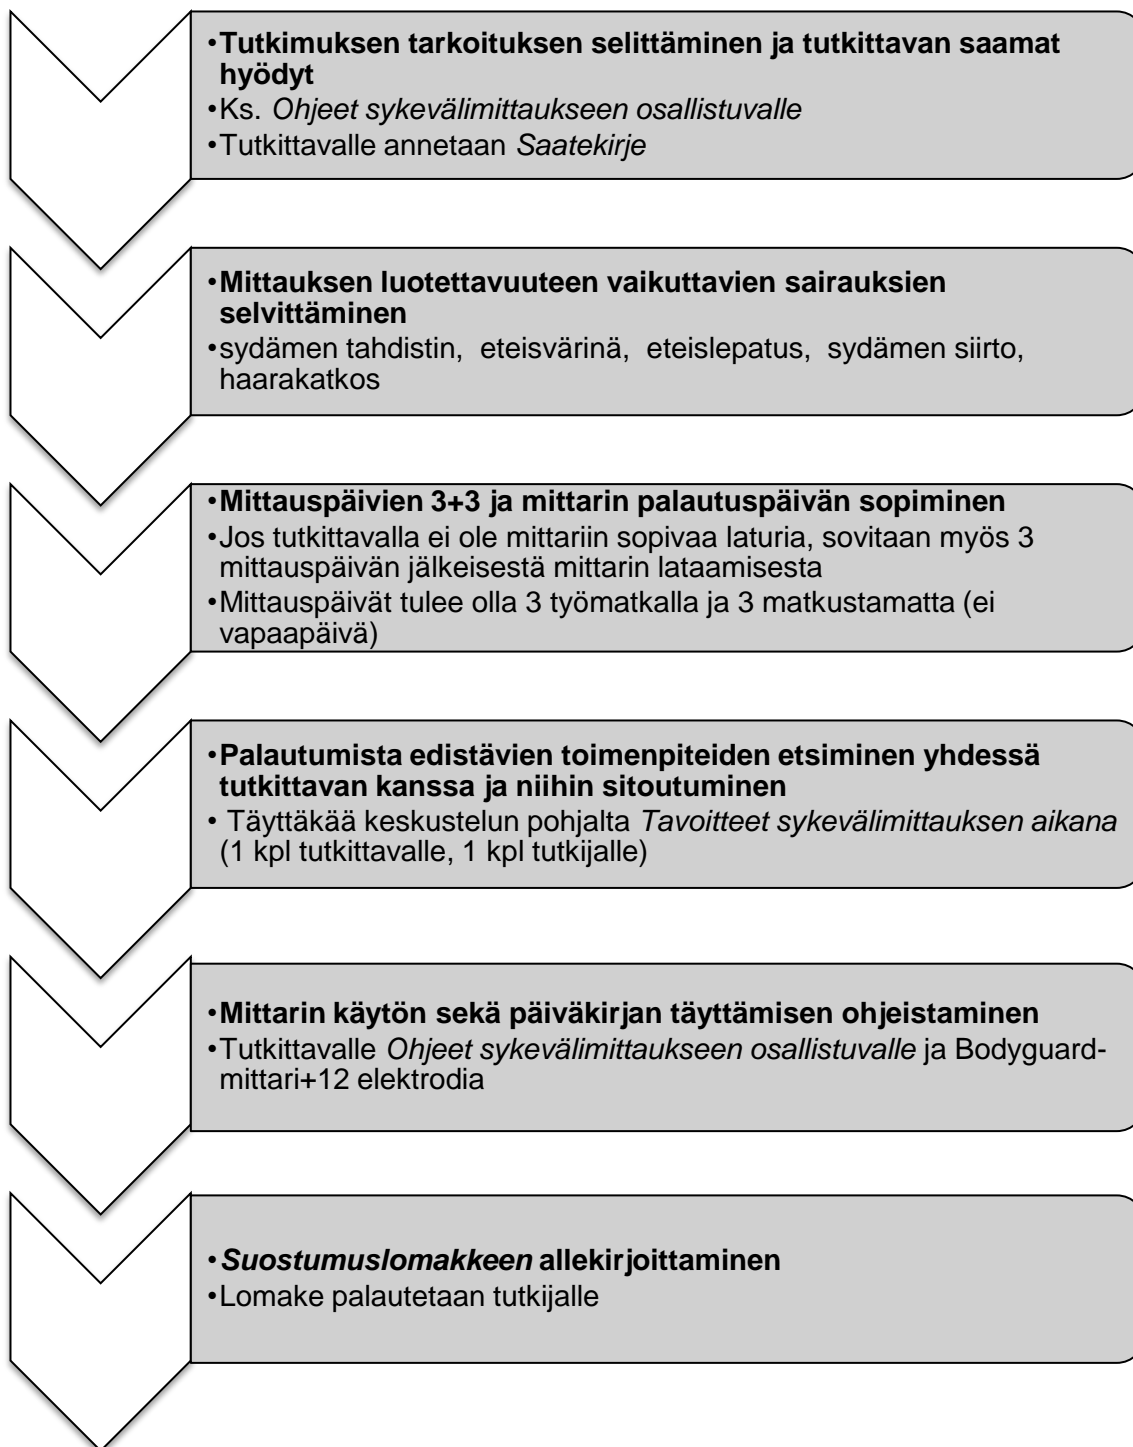 •Tutkimuksen tarkoituksen selittäminen ja tutkittavan saamat
hyödyt
•Ks. Ohjeet sykevälimittaukseen osallistuvalle
•Tutkittavalle annetaan Saatekirje
•Mittauksen luotettavuuteen vaikuttavien sairauksien
selvittäminen
•sydämen tahdistin, eteisvärinä, eteislepatus, sydämen siirto,
haarakatkos
•Mittauspäivien 3+3 ja mittarin palautuspäivän sopiminen
•Jos tutkittavalla ei ole mittariin sopivaa laturia, sovitaan myös 3
mittauspäivän jälkeisestä mittarin lataamisesta
•Mittauspäivät tulee olla 3 työmatkalla ja 3 matkustamatta (ei
vapaapäivä)
•Palautumista edistävien toimenpiteiden etsiminen yhdessä
tutkittavan kanssa ja niihin sitoutuminen
• Täyttäkää keskustelun pohjalta Tavoitteet sykevälimittauksen aikana
(1 kpl tutkittavalle, 1 kpl tutkijalle)
•Mittarin käytön sekä päiväkirjan täyttämisen ohjeistaminen
•Tutkittavalle Ohjeet sykevälimittaukseen osallistuvalle ja Bodyguard-
mittari+12 elektrodia
•Suostumuslomakkeen allekirjoittaminen
•Lomake palautetaan tutkijalle